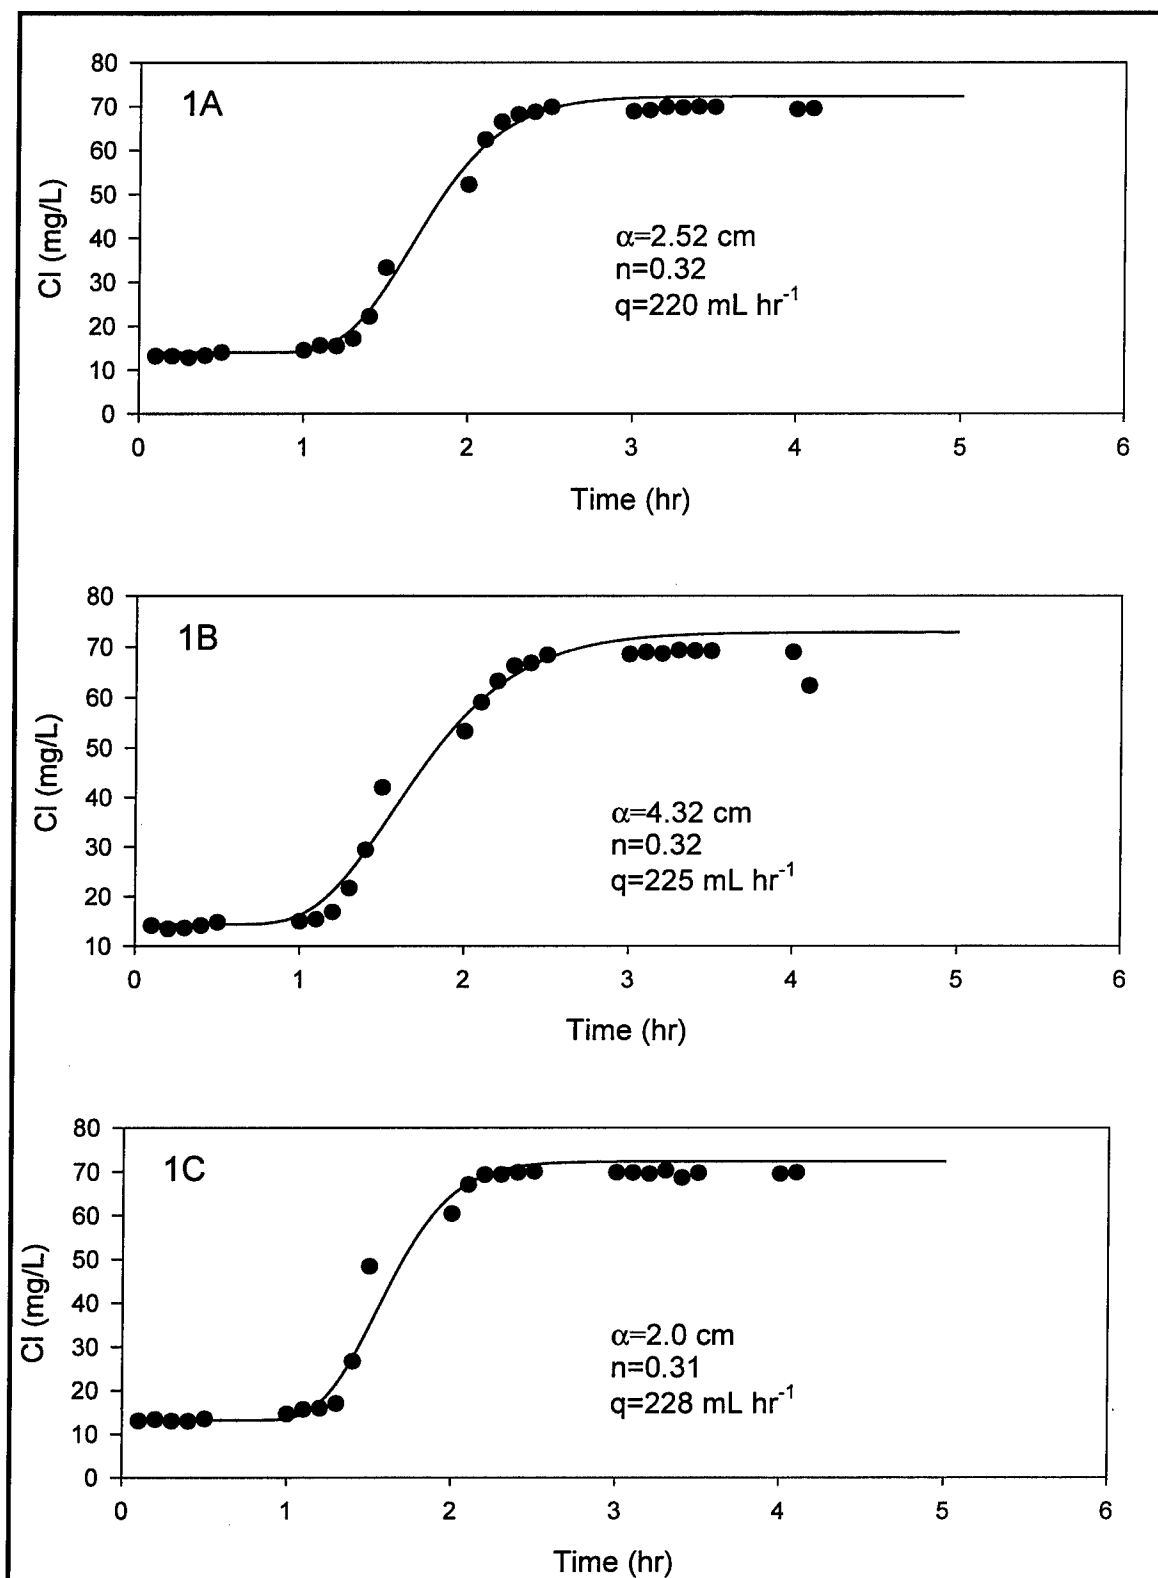 1A
Cl (mg/L)
80
70
60
50
40
30
20
10
0
α=2.52 cm
n=0.32
q=220 mL hr⁻¹
0 1 2 3 4 5 6
Time (hr)
1B
Cl (mg/L)
80
70
60
50
40
30
20
10
α=4.32 cm
n=0.32
q=225 mL hr⁻¹
0 1 2 3 4 5 6
Time (hr)
1C
Cl (mg/L)
80
70
60
50
40
30
20
10
0
α=2.0 cm
n=0.31
q=228 mL hr⁻¹
0 1 2 3 4 5 6
Time (hr)